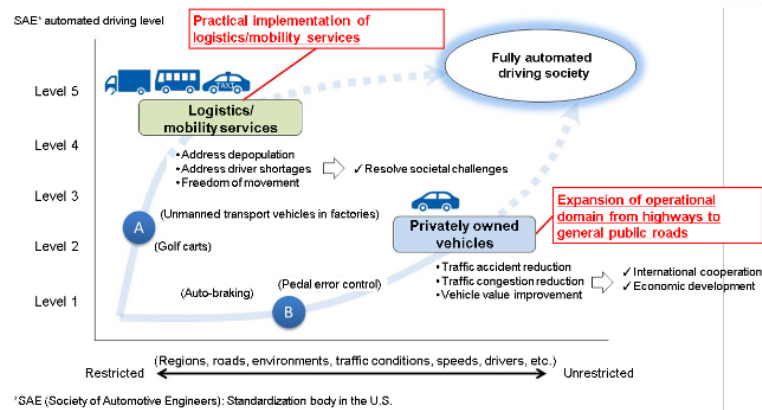 SAE* automated driving level
Practical implementation of
logistics/mobility services
Fully automated
driving society
TAXI
Level 5
Logistics/
mobility services
Level 4
•Address depopulation
•Address driver shortages
•Freedom of movement
✓Resolve societal challenges
Level 3
Expansion of operational
domain from highways to
general public roads
(Unmanned transport vehicles in factories)
A
Privately owned
vehicles
Level 2
(Golf carts)
•Traffic accident reduction
•Traffic congestion reduction
•Vehicle value improvement
✓International cooperation
✓Economic development
(Pedal error control)
(Auto-braking)
Level 1
B
(Regions, roads, environments, traffic conditions, speeds, drivers, etc.)
Restricted
Unrestricted
*SAE (Society of Automotive Engineers): Standardization body in the U.S.